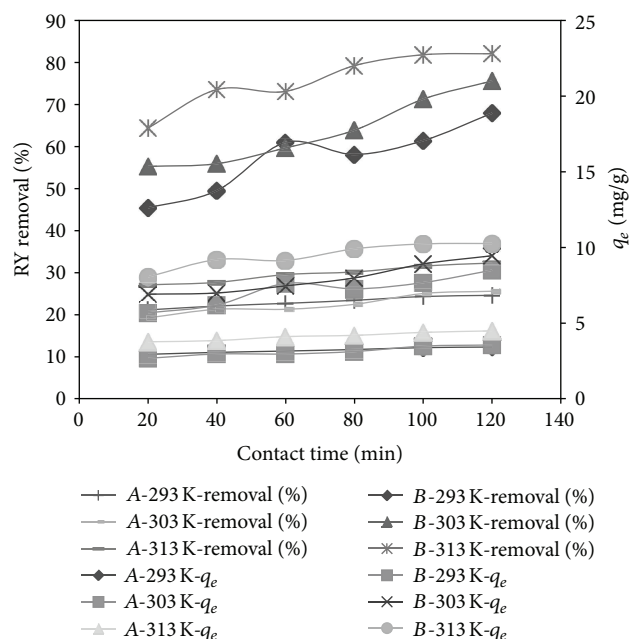 90
80
70
60
50
40
30
20
10
0
RY removal (%)
25
20
15
10
5
0
qe (mg/g)
0 20 40 60 80 100 120 140
Contact time (min)
A-293 K-removal (%)
A-303 K-removal (%)
A-313 K-removal (%)
A-293 K-qe
A-303 K-qe
A-313 K-qe
B-293 K-removal (%)
B-303 K-removal (%)
B-313 K-removal (%)
B-293 K-qe
B-303 K-qe
B-313 K-qe